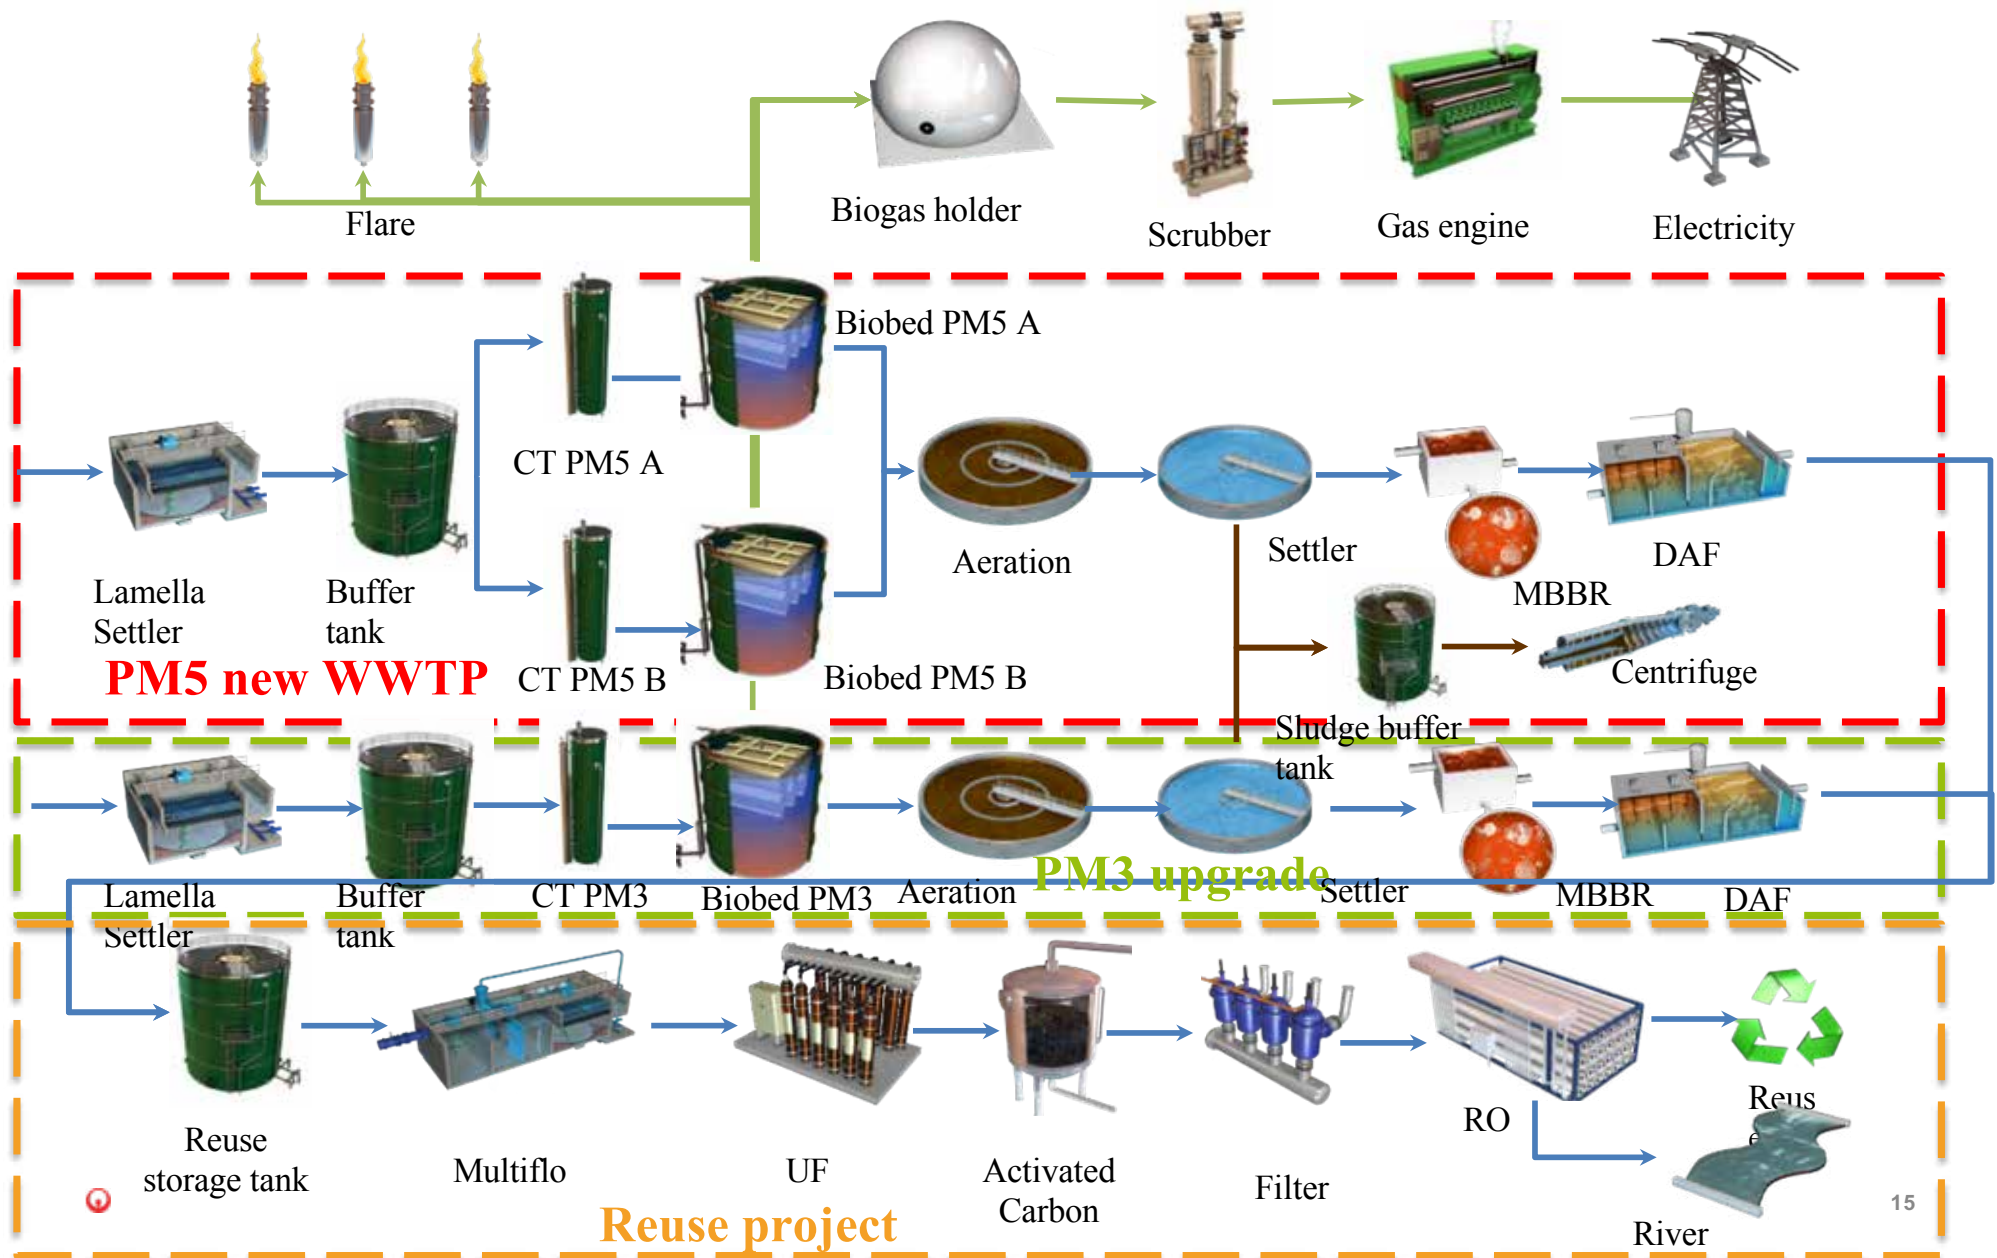 Flare
Biogas holder
Scrubber
Gas engine
Electricity
Biobed PM5 A
CT PM5 A
Lamella
Settler
Buffer
tank
Aeration
Settler
MBBR
DAF
PM5 new WWTP
CT PM5 B
Biobed PM5 B
Centrifuge
Sludge buffer
tank
PM3 upgrade
Lamella
Settler
Buffer
tank
CT PM3
Biobed PM3
Aeration
Settler
MBBR
DAF
Reuse
storage tank
Multiflo
UF
Activated
Carbon
Filter
RO
Reus
e
River
Reuse project
15